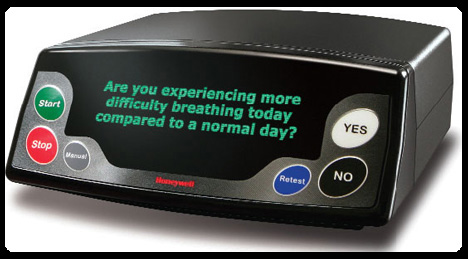 Are you experiencing more
difficulty breathing today
compared to a normal day?
Start
Stop
Manual
Honeywell
Retest
YES
NO